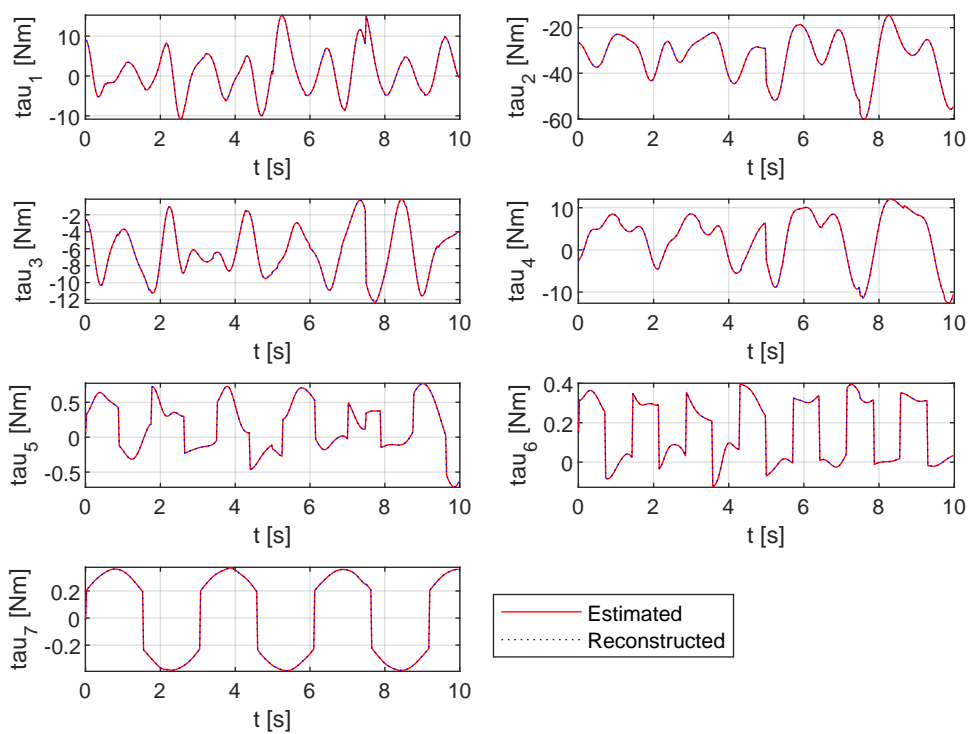 tau_1 [Nm]
10
0
-10
0 2 4 6 8 10
t [s]
tau_2 [Nm]
-20
-40
-60
0 2 4 6 8 10
t [s]
tau_3 [Nm]
-2
-4
-6
-8
-10
-12
0 2 4 6 8 10
t [s]
tau_4 [Nm]
10
0
-10
0 2 4 6 8 10
t [s]
tau_5 [Nm]
0.5
0
-0.5
0 2 4 6 8 10
t [s]
tau_6 [Nm]
0.4
0.2
0
0 2 4 6 8 10
t [s]
tau_7 [Nm]
0.2
0
-0.2
0 2 4 6 8 10
t [s]
Estimated
Reconstructed